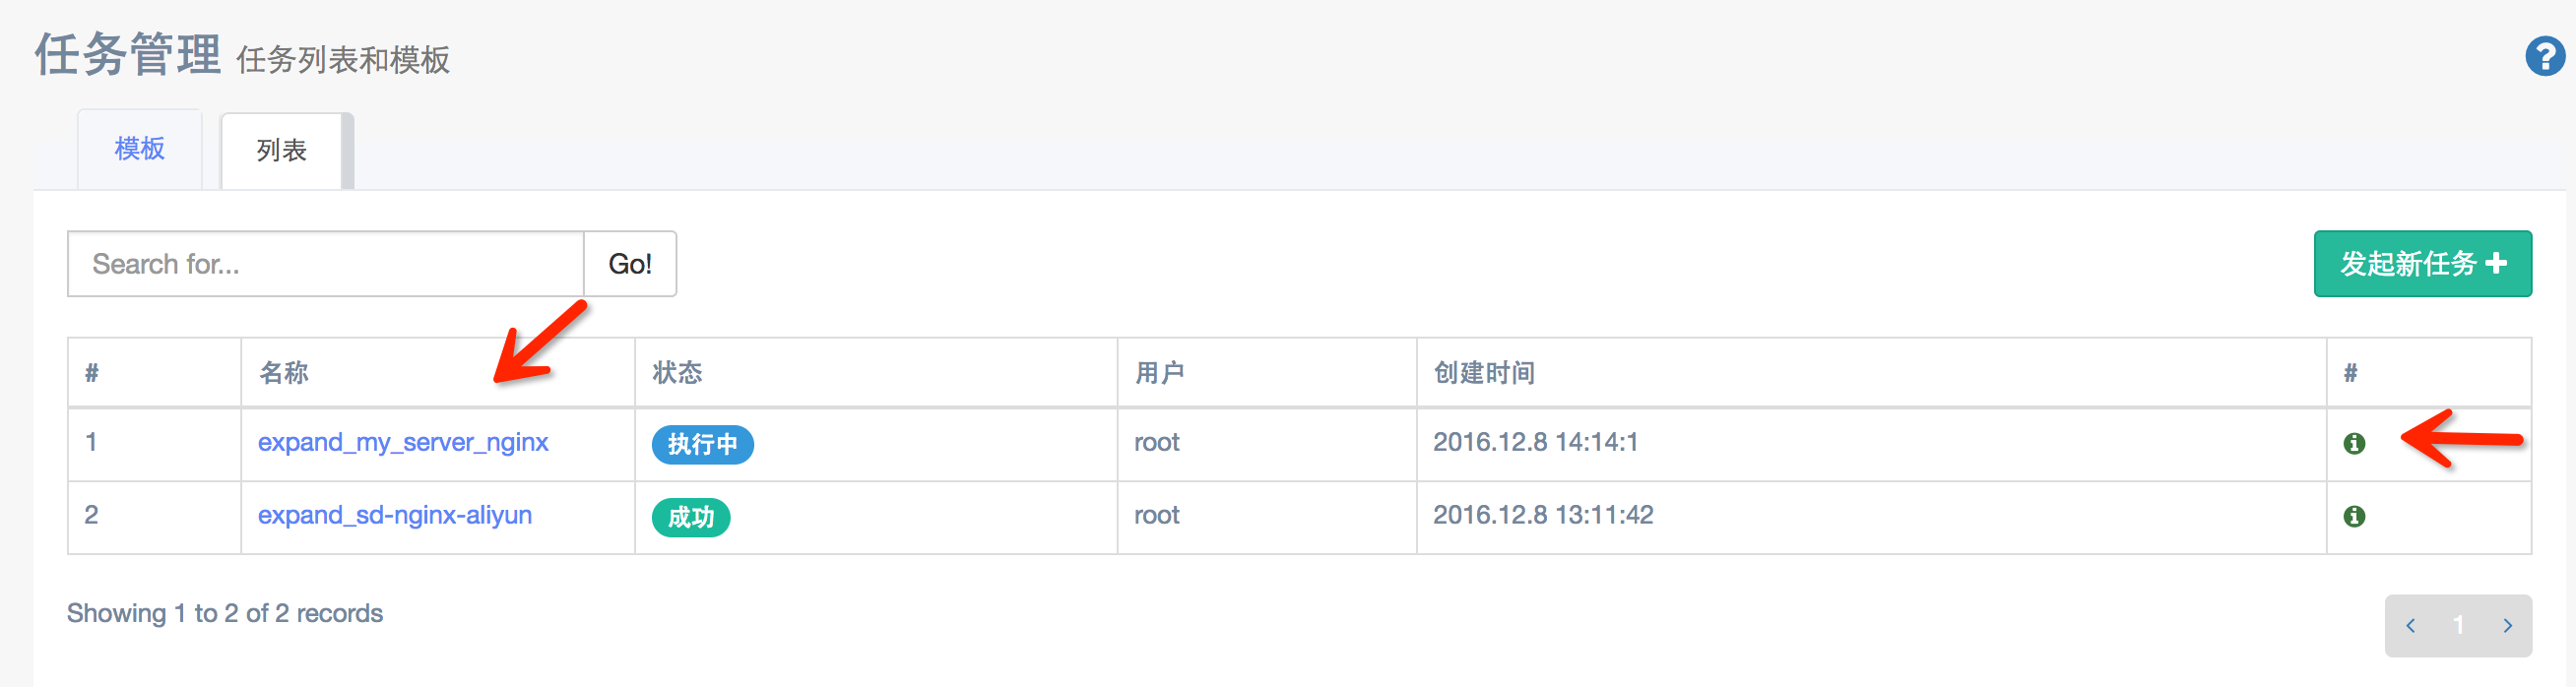 任务管理 任务列表和模板
模板 列表
Search for... Go! 发起新任务
# 名称 状态 用户 创建时间 #
1 expand_my_server_nginx 执行中 root 2016.12.8 14:14:1
2 expand_sd-nginx-aliyun 成功 root 2016.12.8 13:11:42
Showing 1 to 2 of 2 records
1